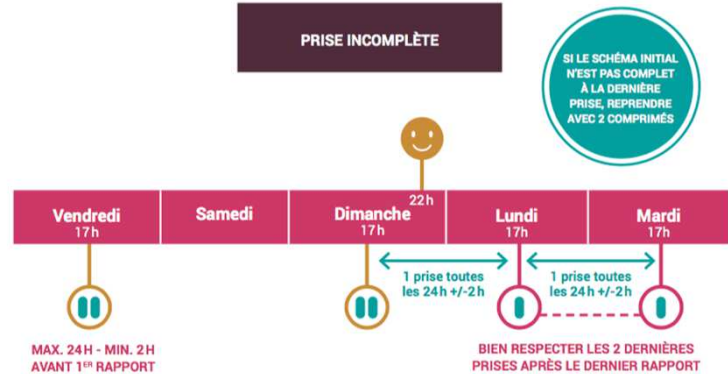 PRISE INCOMPLÈTE
SI LE SCHÉMA INITIAL
N'EST PAS COMPLET
À LA DERNIÈRE
PRISE, REPRENDRE
AVEC 2 COMPRIMÉS
22h
Vendredi
17h
Samedi
Dimanche
17h
Lundi
17h
Mardi
17h
1 prise toutes
les 24h +/-2h
1 prise toutes
les 24h +/-2h
MAX. 24H - MIN. 2H
AVANT 1ER RAPPORT
BIEN RESPECTER LES 2 DERNIÈRES
PRISES APRÈS LE DERNIER RAPPORT